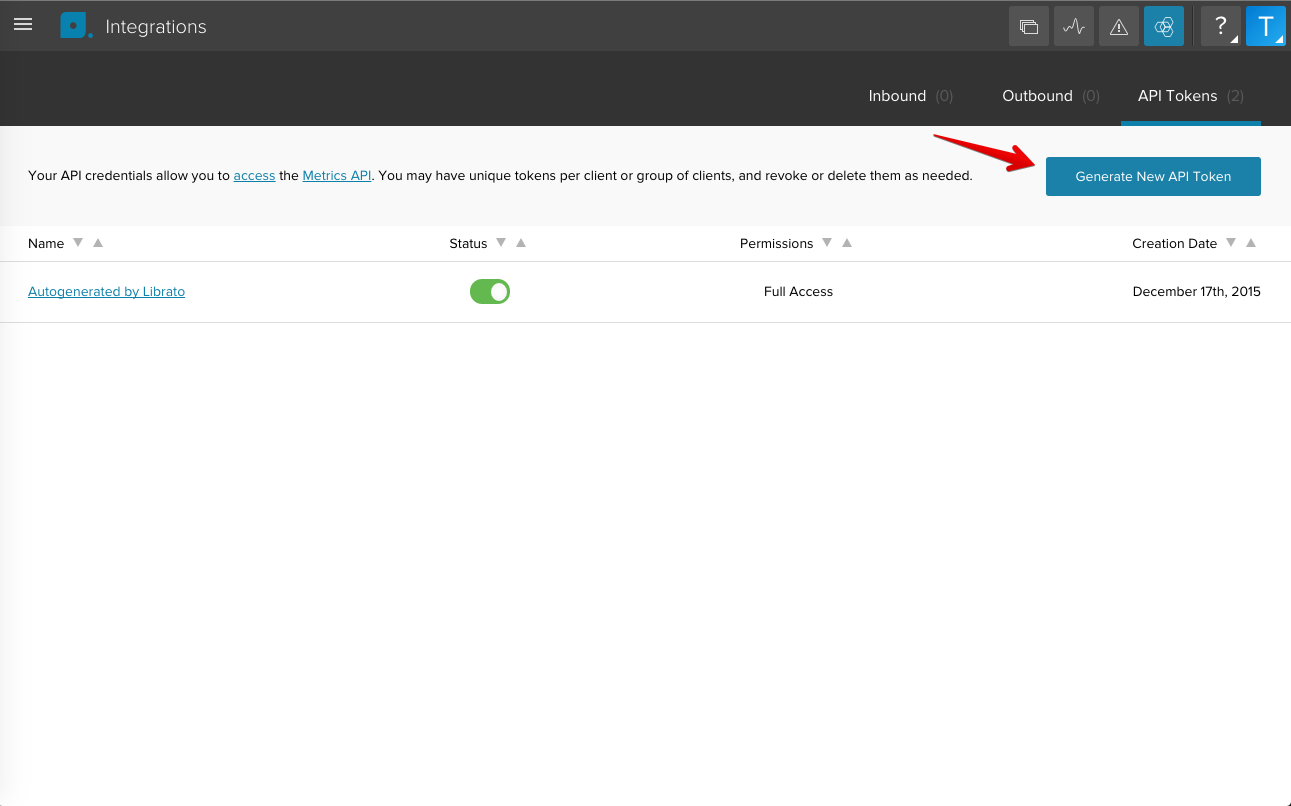 Integrations
?
T
Inbound (0) Outbound (0) API Tokens (2)
Your API credentials allow you to access the Metrics API. You may have unique tokens per client or group of clients, and revoke or delete them as needed.
Generate New API Token
Name Status Permissions Creation Date
Autogenerated by Librato Full Access December 17th, 2015